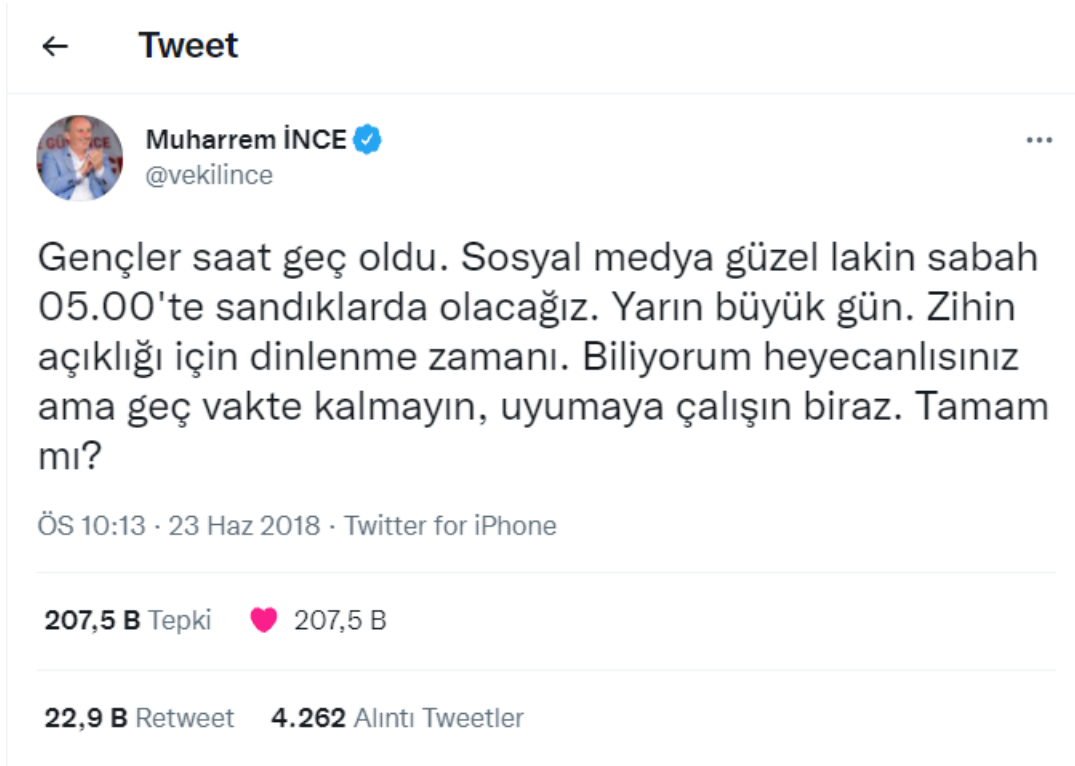 Tweet
Muharrem İNCE
@vekilince
Gençler saat geç oldu. Sosyal medya güzel lakin sabah
05.00'te sandıklarda olacağız. Yarın büyük gün. Zihin
açıklığı için dinlenme zamanı. Biliyorum heyecanlısınız
ama geç vakte kalmayın, uyumaya çalışın biraz. Tamam
mı?
ÖS 10:13 · 23 Haz 2018 · Twitter for iPhone
207,5 B Tepki 207,5 B
22,9 B Retweet 4.262 Alıntı Tweetler